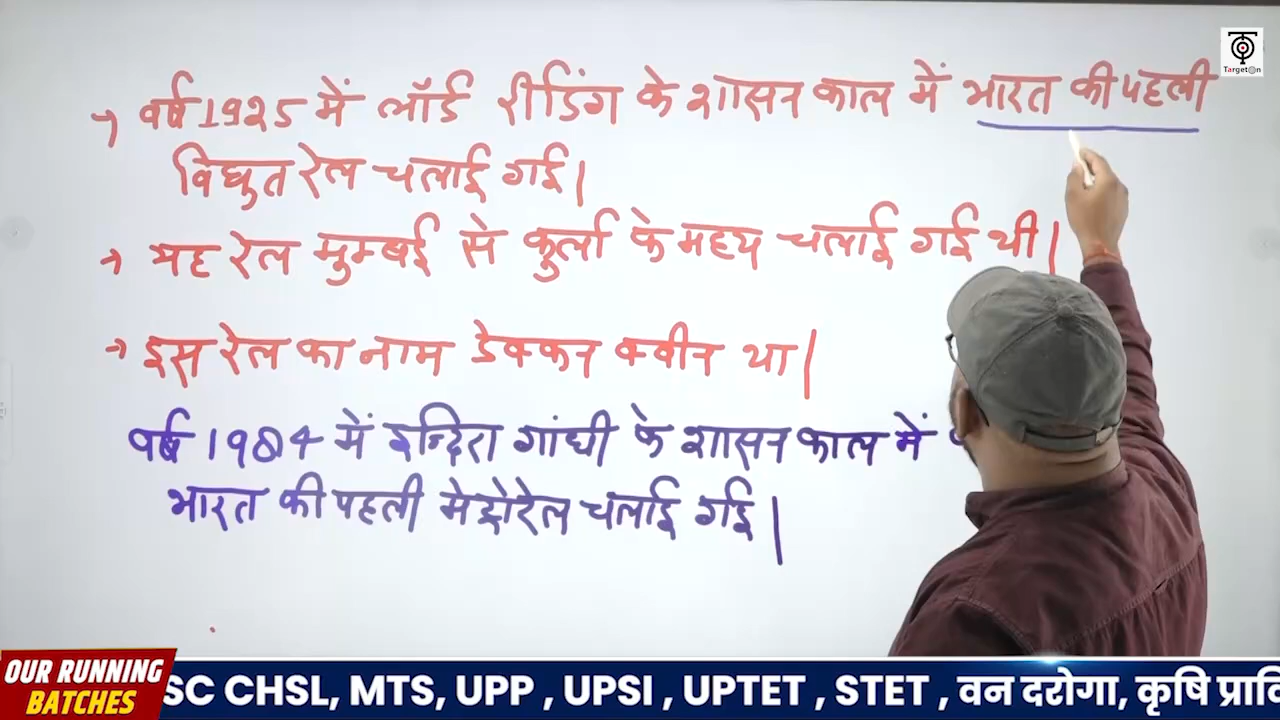 Target n
→ वर्ष 1925 में लॉर्ड रीडिंग के शासन काल में भारत की पहली
विद्युत रेल चलाई गई।
→ यह रेल मुम्बई से कुर्ला के मध्य चलाई गई थी।
→ इस रेल का नाम डेक्कन क्वीन था।
वर्ष 1984 में इन्दिरा गांधी के शासन काल में
भारत की पहली मेट्रो रेल चलाई गई।
OUR RUNNING
BATCHES
SC CHSL, MTS, UPP , UPSI , UPTET , STET , वन दरोगा, कृषि प्रावि